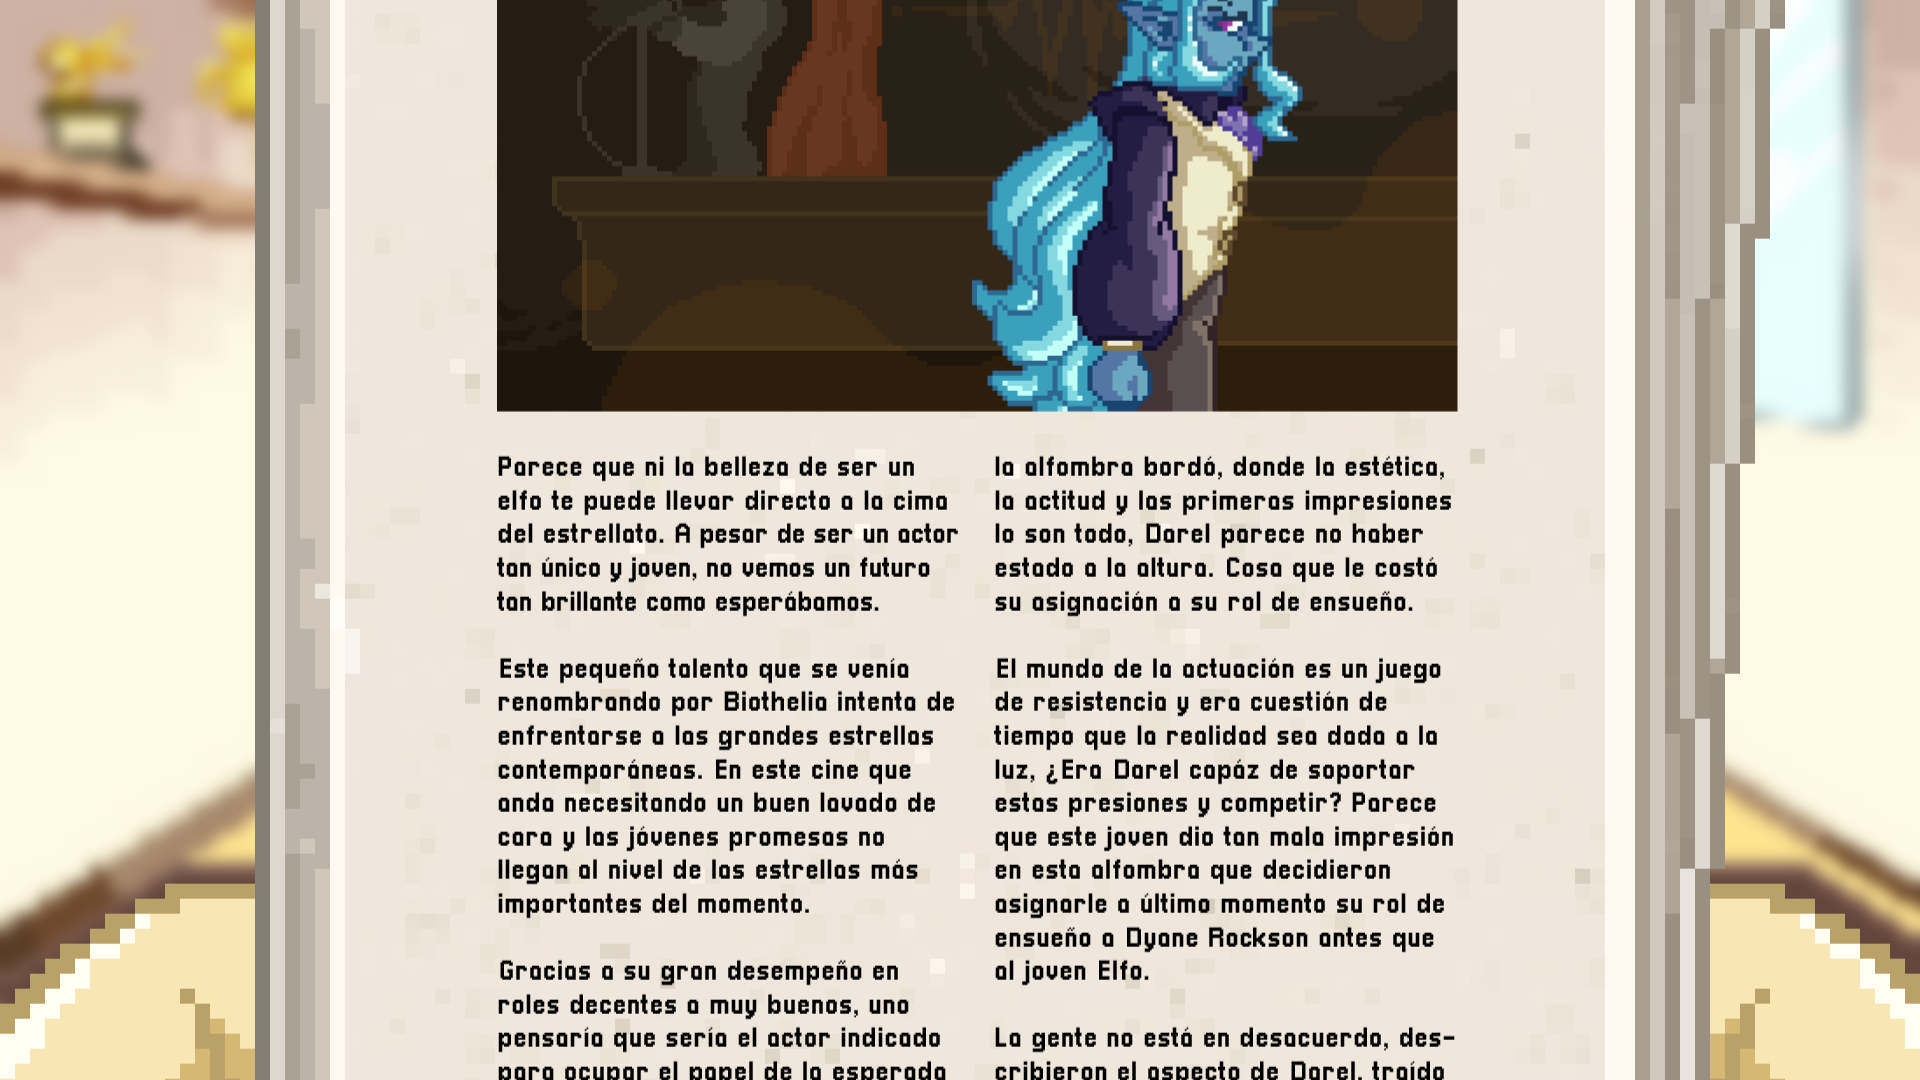 Parece que ni la belleza de ser un
elfo te puede llevar directo a la cima
del estrellato. A pesar de ser un actor
tan único y joven, no vemos un futuro
tan brillante como esperábamos.
Este pequeño talento que se venía
renombrando por Biothelia intenta de
enfrentarse a las grandes estrellas
contemporáneas. En este cine que
anda necesitando un buen lavado de
cara y las jóvenes promesas no
llegan al nivel de las estrellas más
importantes del momento.
Gracias a su gran desempeño en
roles decentes a muy buenos, uno
pensaría que sería el actor indicado
para ocupar el papel de la esperada
la alfombra bordó, donde la estética,
la actitud y las primeras impresiones
lo son todo, Darel parece no haber
estado a la altura. Cosa que le costó
su asignación a su rol de ensueño.
El mundo de la actuación es un juego
de resistencia y era cuestión de
tiempo que la realidad sea dada a la
luz, ¿Era Darel capáz de soportar
estas presiones y competir? Parece
que este joven dio tan mala impresión
en esta alfombra que decidieron
asignarle a último momento su rol de
ensueño a Dyane Rockson antes que
al joven Elfo.
La gente no está en desacuerdo, des-
cribieron el aspecto de Darel, traído